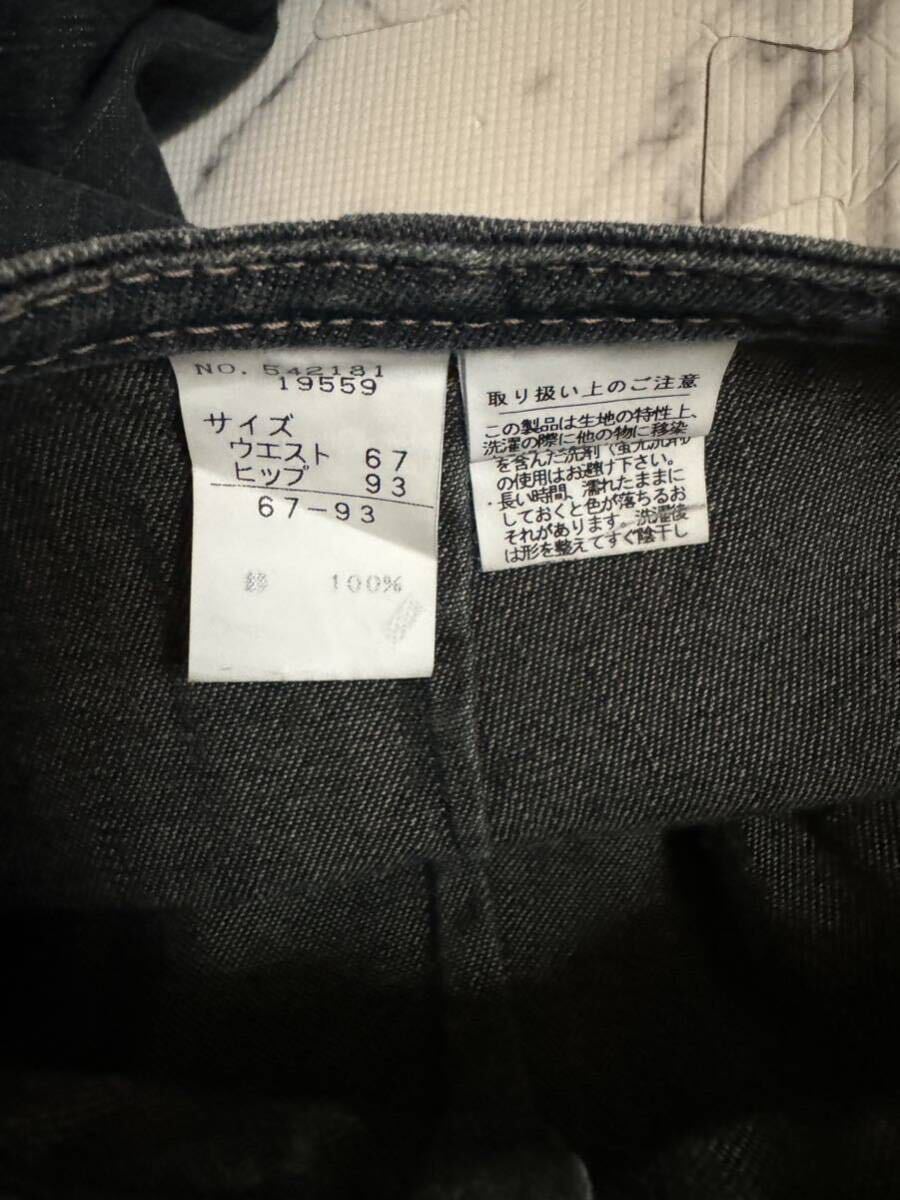 NO. 542181
19559
サイズ
ウエスト 67
ヒップ 93
67-93
綿 100%
取り扱い上のご注意
この製品は生地の特性上、
洗濯の際に他の物に移染
を含んだ洗剤(蛍光洗剤)
の使用はお避け下さい。
・長い時間、濡れたままに
しておくと色が落ちるお
それがあります。洗濯後
は形を整えてすぐ陰干し